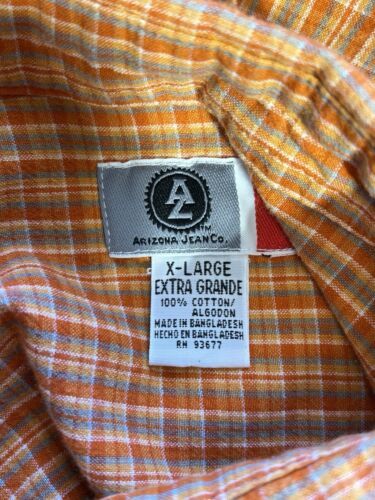 AZ
TM
ARIZONA JEAN CO.
X-LARGE
EXTRA GRANDE
100% COTTON/
ALGODON
MADE IN BANGLADESH
HECHO EN BANGLADESH
RN 93677